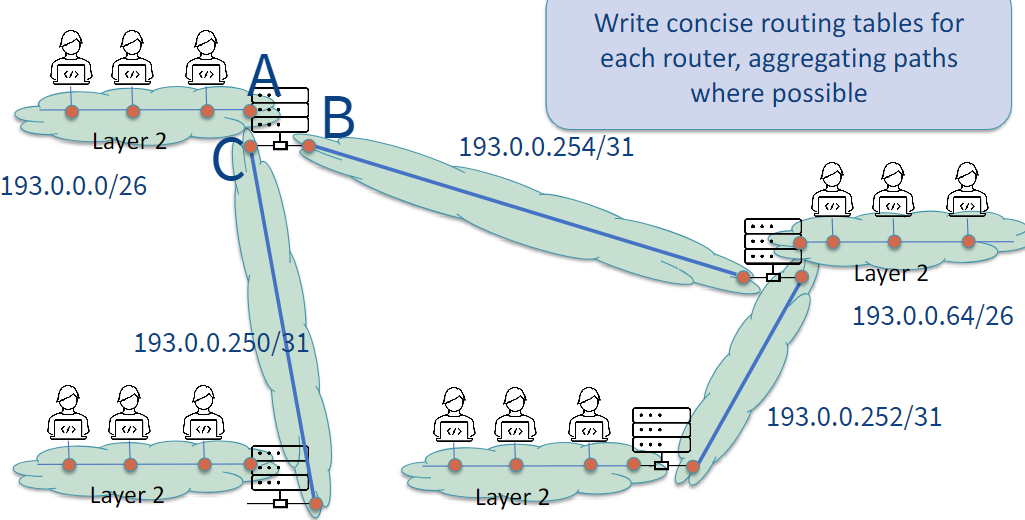 Write concise routing tables for
each router, aggregating paths
where possible
A
B
Layer 2
C
193.0.0.254/31
193.0.0.0/26
Layer 2
193.0.0.64/26
193.0.0.250/31
193.0.0.252/31
Layer 2
Layer 2